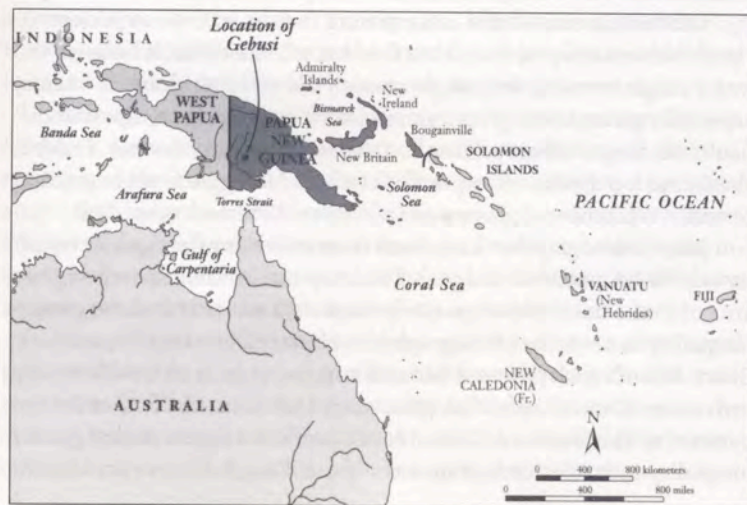 INDONESIA
Location of
Gebusi
Admiralty
Islands
New
Ireland
Bismarck
Sea
WEST
PAPUA
PAPUA
NEW
GUINEA
Banda Sea
Bougainville
New Britain
SOLOMON
ISLANDS
Solomon
Sea
Arafura Sea
Torres Strait
PACIFIC OCEAN
Gulf of
Carpentaria
Coral Sea
VANUATU
(New
Hebrides)
FIJI
NEW
CALEDONIA
(Fr.)
AUSTRALIA
N
0 400 800 kilometers
0 400 800 miles